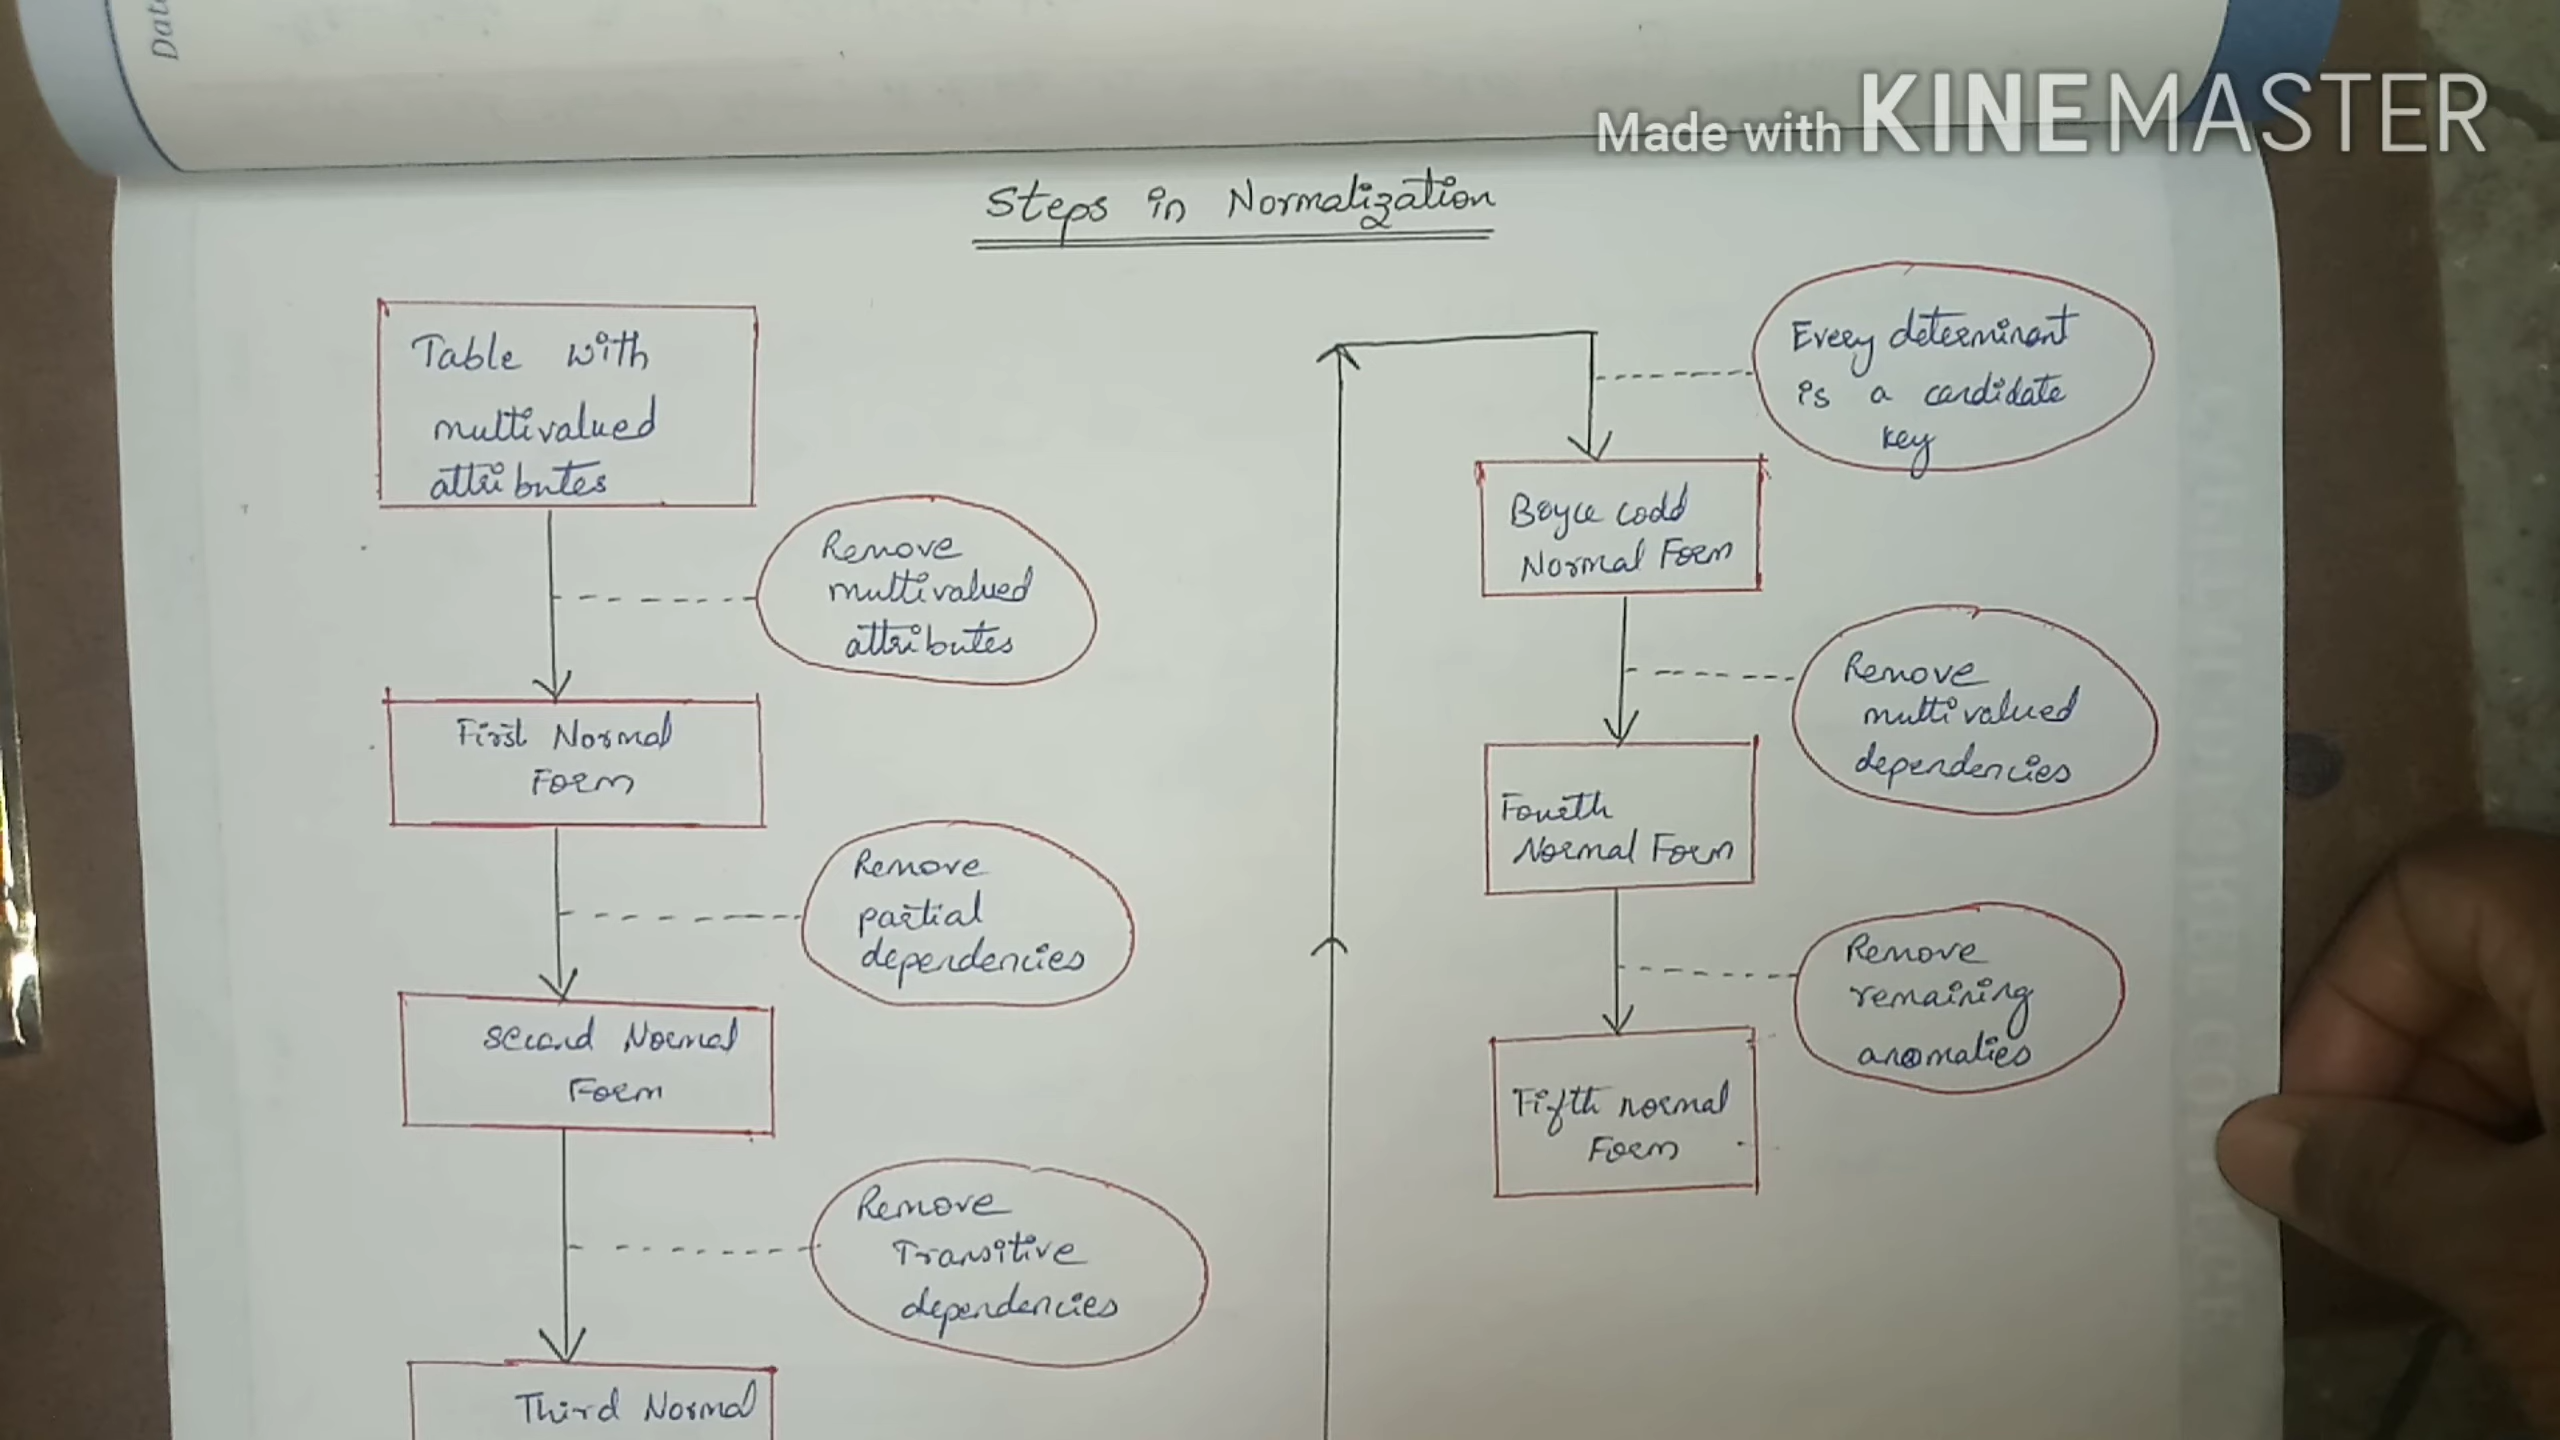 Date
Made with KINEMASTER
Steps in Normalization
Table with
multivalued
attributes
Remove
multivalued
attributes
First Normal
Form
Remove
partial
dependencies
Second Normal
Form
Remove
Transitive
dependencies
Third Normal
Every determinant
is a candidate
key
Boyce codd
Normal Form
Remove
multivalued
dependencies
Fourth
Normal Form
Remove
remaining
anomalies
Fifth normal
Form